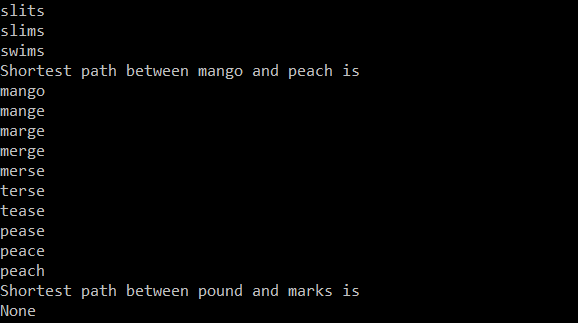 slits
slims
swims
Shortest path between mango and peach is
mango
mange
marge
merge
merse
terse
tease
pease
peace
peach
Shortest path between pound and marks is
None